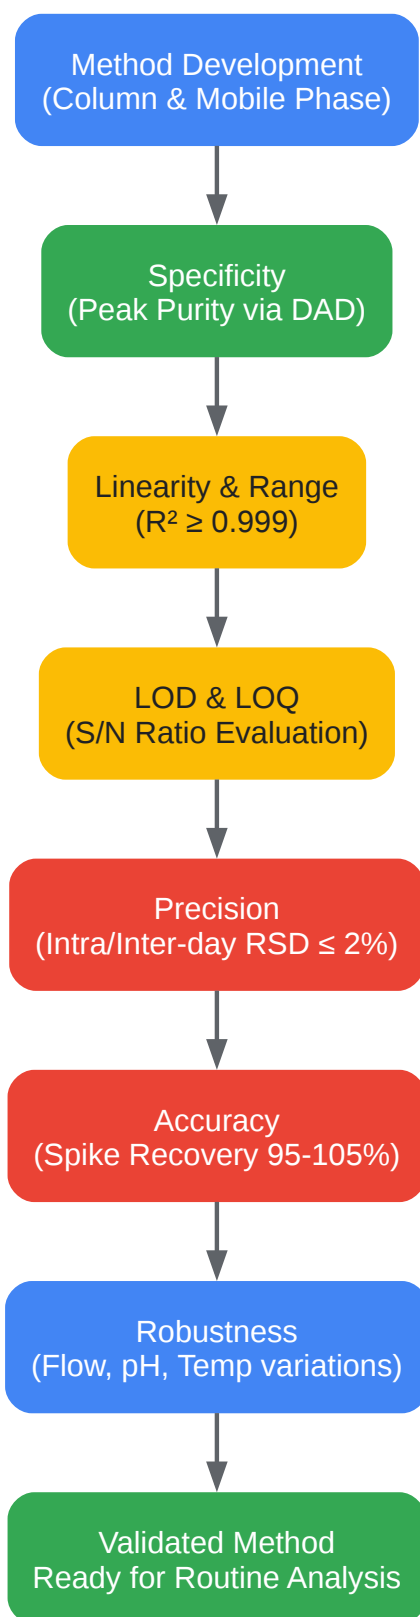 Method Development
(Column & Mobile Phase)
Specificity
(Peak Purity via DAD)
Linearity & Range
(R² ≥ 0.999)
LOD & LOQ
(S/N Ratio Evaluation)
Precision
(Intra/Inter-day RSD ≤ 2%)
Accuracy
(Spike Recovery 95-105%)
Robustness
(Flow, pH, Temp variations)
Validated Method
Ready for Routine Analysis